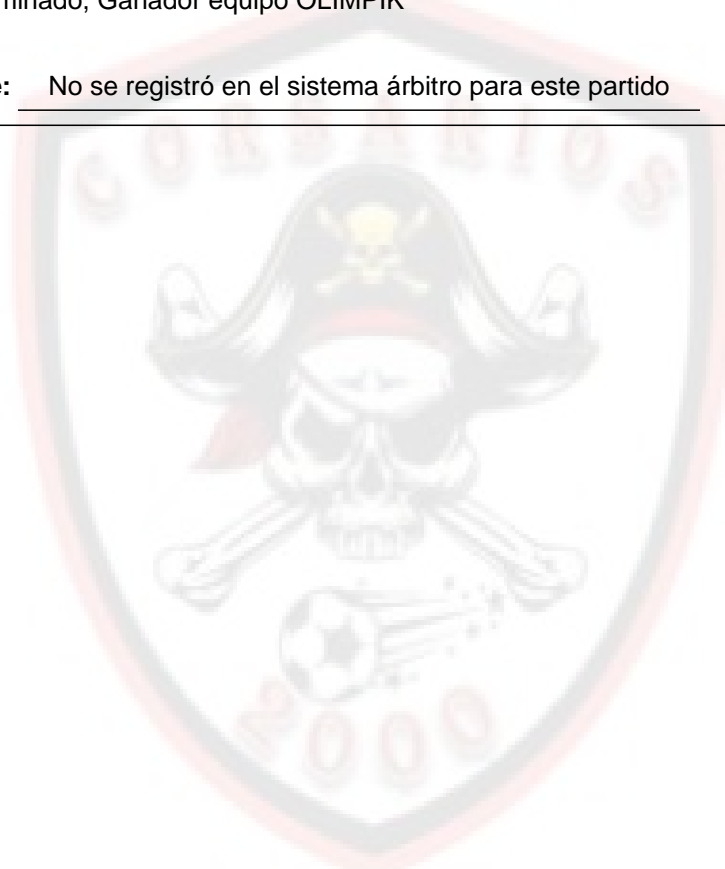 minado, Ganador equipo OLIMPIK
e: No se registró en el sistema árbitro para este partido
CORSARIOS
2000